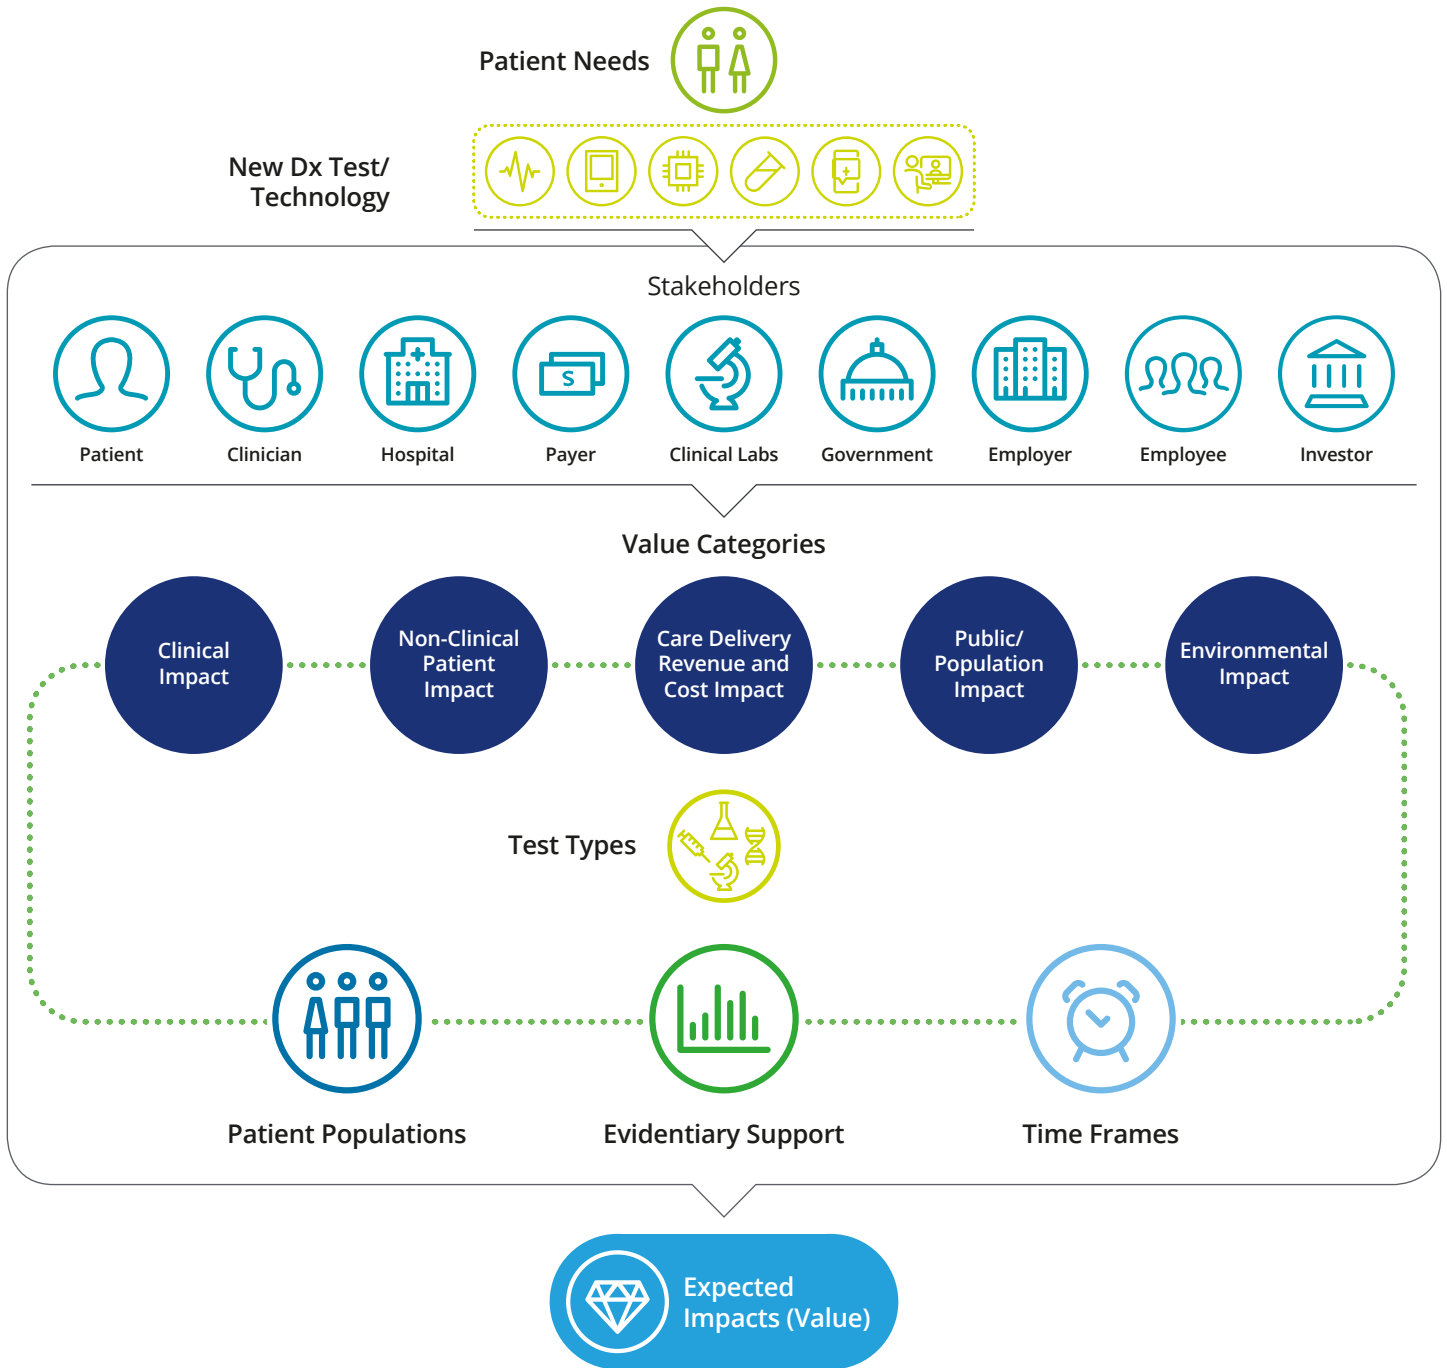 Patient Needs
New Dx Test/
Technology
Stakeholders
S
Patient
Clinician
Hospital
Payer
Clinical Labs
Government
Employer
Employee
Investor
Value Categories
Clinical
Impact
Non-Clinical
Patient
Impact
Care Delivery
Revenue and
Cost Impact
Public/
Population
Impact
Environmental
Impact
Test Types
Patient Populations
Evidentiary Support
Time Frames
Expected
Impacts (Value)